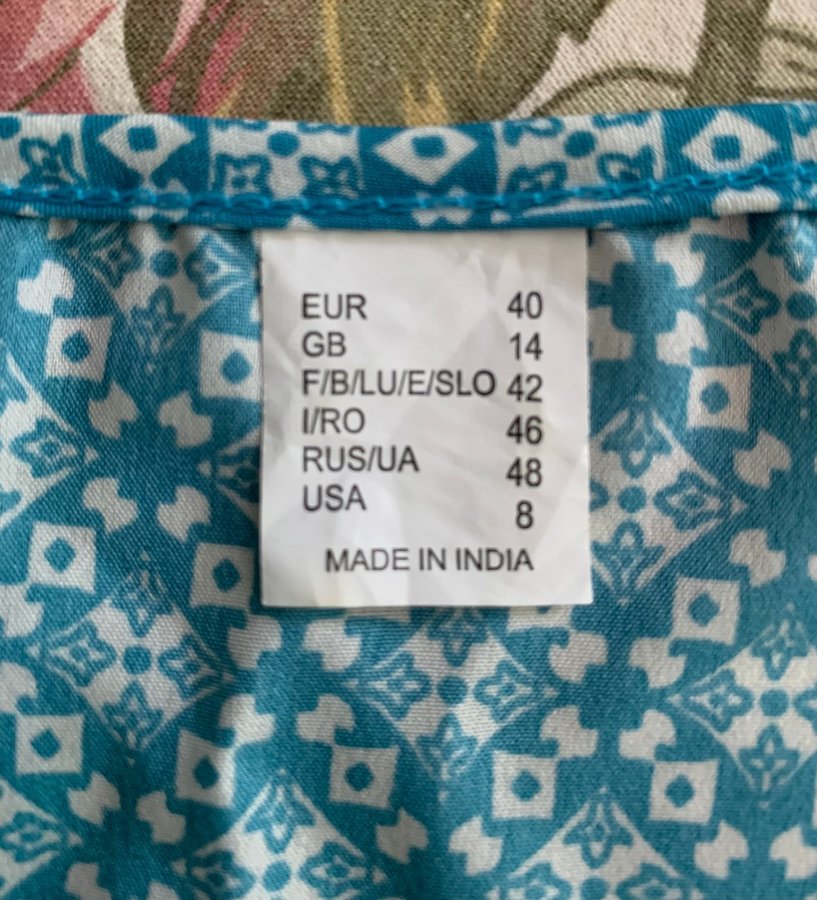 EUR 40
GB 14
F/B/LU/E/SLO 42
I/RO 46
RUS/UA 48
USA 8
MADE IN INDIA